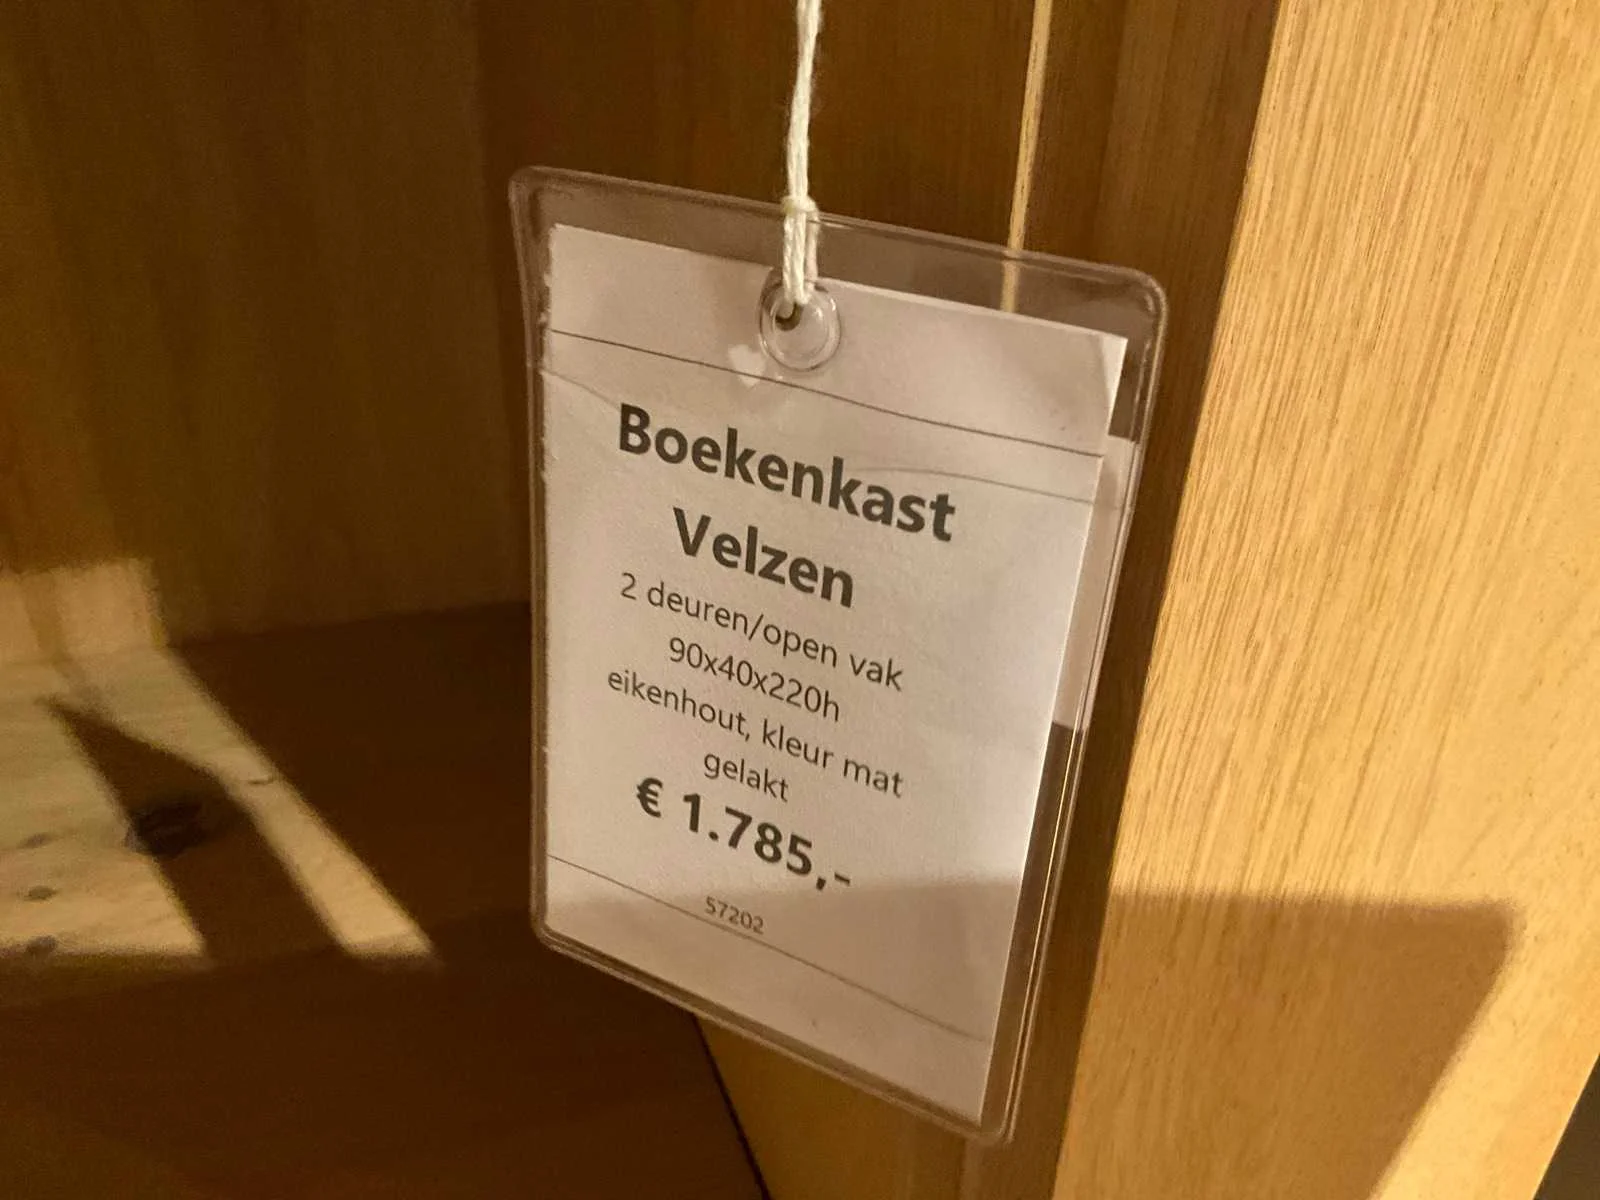 Boekenkast
Velzen
2 deuren/open vak
90x40x220h
eikenhout, kleur mat
gelakt
€ 1.785,-
57202